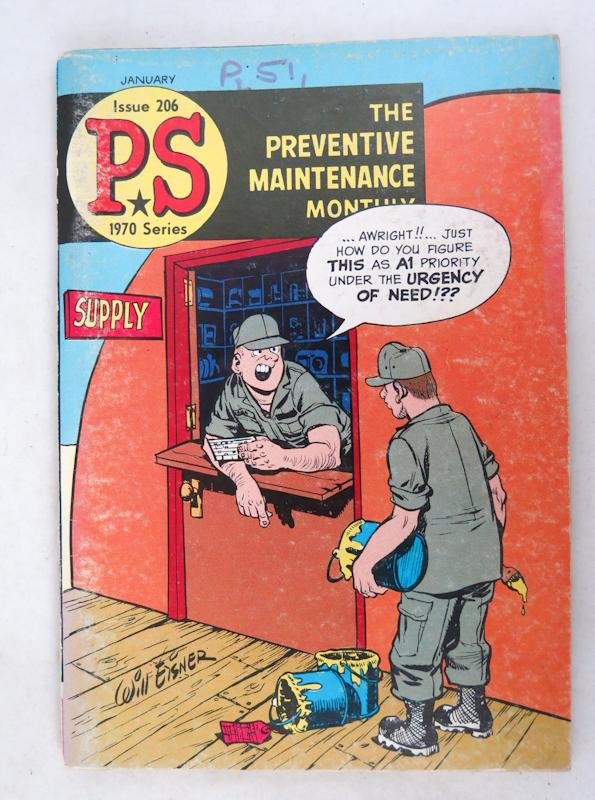 JANUARY
P. 51,
Issue 206
PS
1970 Series
THE
PREVENTIVE
MAINTENANCE
MONTHLY
... AWRIGHT!!... JUST
HOW DO YOU FIGURE
THIS AS A1 PRIORITY
UNDER THE URGENCY
OF NEED!??
SUPPLY
Will Eisner